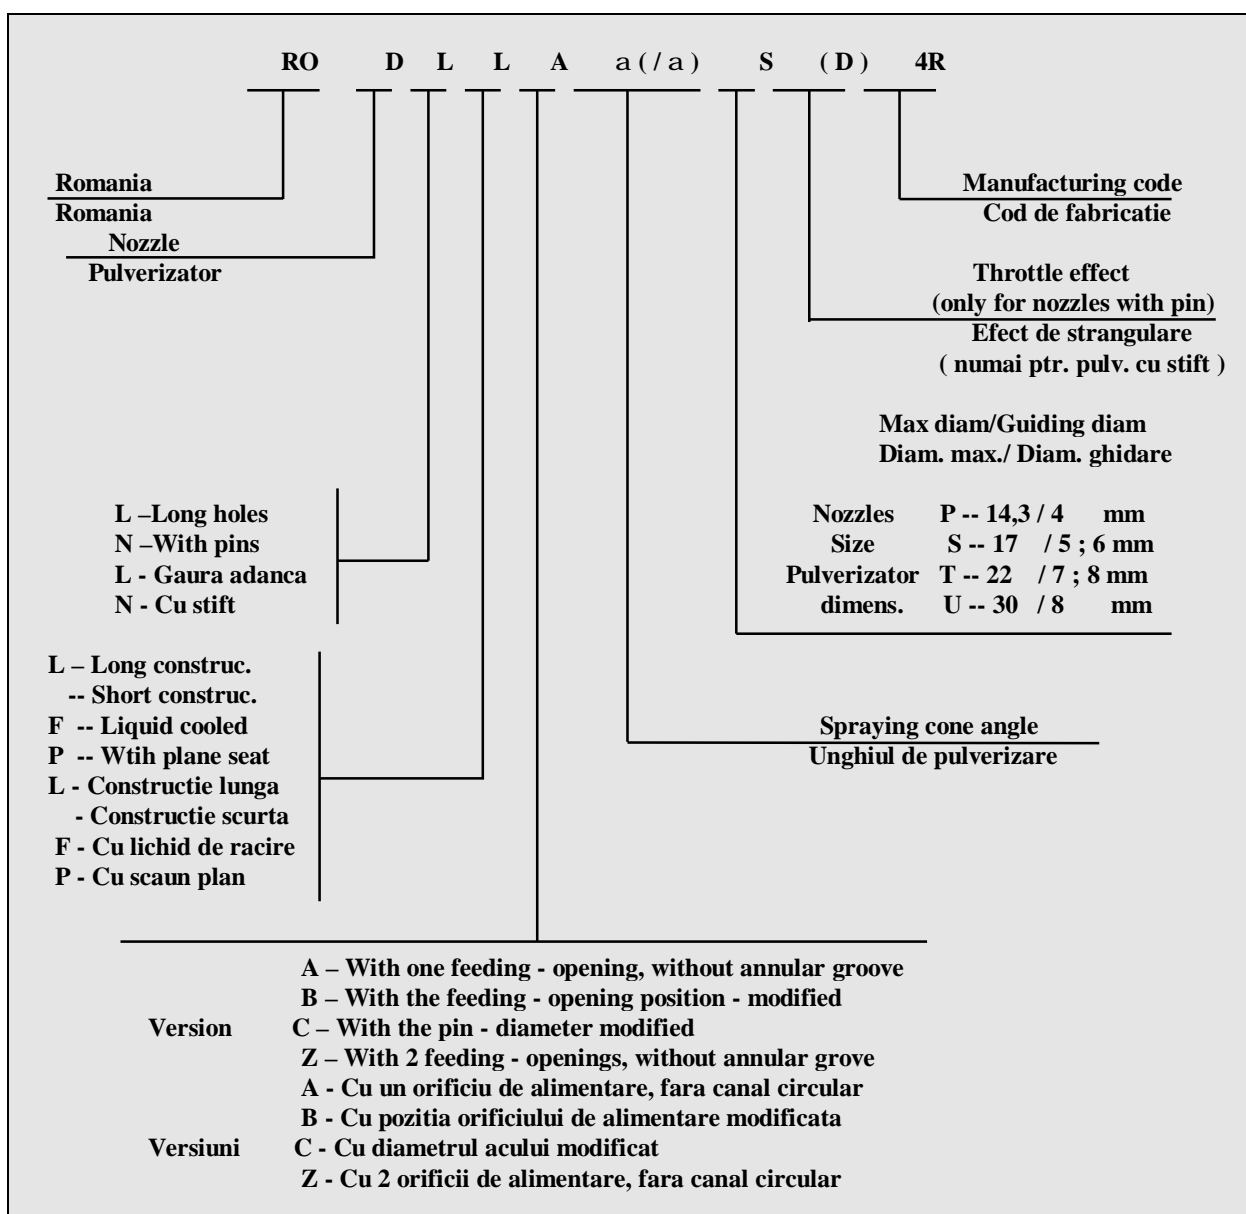 RO D L L A a(/a) S (D) 4R
Romania
Romania
Nozzle
Pulverizator
Manufacturing code
Cod de fabricatie
Throttle effect
(only for nozzles with pin)
Efect de strangulare
( numai ptr. pulv. cu stift )
Max diam/Guiding diam
Diam. max./ Diam. ghidare
L –Long holes
N –With pins
L - Gaura adanca
N - Cu stift
Nozzles P -- 14,3 / 4 mm
Size S -- 17 / 5 ; 6 mm
Pulverizator T -- 22 / 7 ; 8 mm
dimens. U -- 30 / 8 mm
L – Long construc.
-- Short construc.
F -- Liquid cooled
P -- Wtih plane seat
L - Constructie lunga
- Constructie scurta
F - Cu lichid de racire
P - Cu scaun plan
Spraying cone angle
Unghiul de pulverizare
A – With one feeding - opening, without annular groove
B – With the feeding - opening position - modified
Version C – With the pin - diameter modified
Z – With 2 feeding - openings, without annular grove
A - Cu un orificiu de alimentare, fara canal circular
B - Cu pozitia orificiului de alimentare modificata
Versiuni C - Cu diametrul acului modificat
Z - Cu 2 orificii de alimentare, fara canal circular